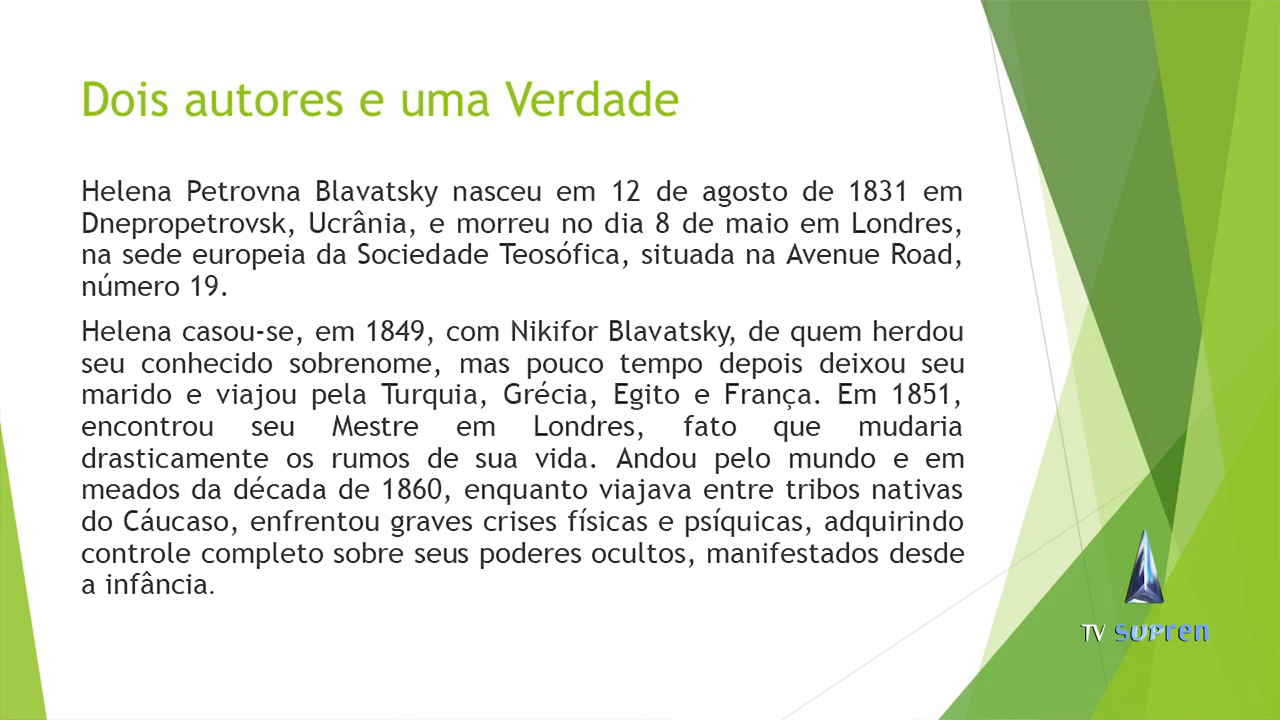 Dois autores e uma Verdade
Helena Petrovna Blavatsky nasceu em 12 de agosto de 1831 em
Dnepropetrovsk, Ucrânia, e morreu no dia 8 de maio em Londres,
na sede europeia da Sociedade Teosófica, situada na Avenue Road,
número 19.
Helena casou-se, em 1849, com Nikifor Blavatsky, de quem herdou
seu conhecido sobrenome, mas pouco tempo depois deixou seu
marido e viajou pela Turquia, Grécia, Egito e França. Em 1851,
encontrou seu Mestre em Londres, fato que mudaria
drasticamente os rumos de sua vida. Andou pelo mundo e em
meados da década de 1860, enquanto viajava entre tribos nativas
do Cáucaso, enfrentou graves crises físicas e psíquicas, adquirindo
controle completo sobre seus poderes ocultos, manifestados desde
a infância.
TV SUPren